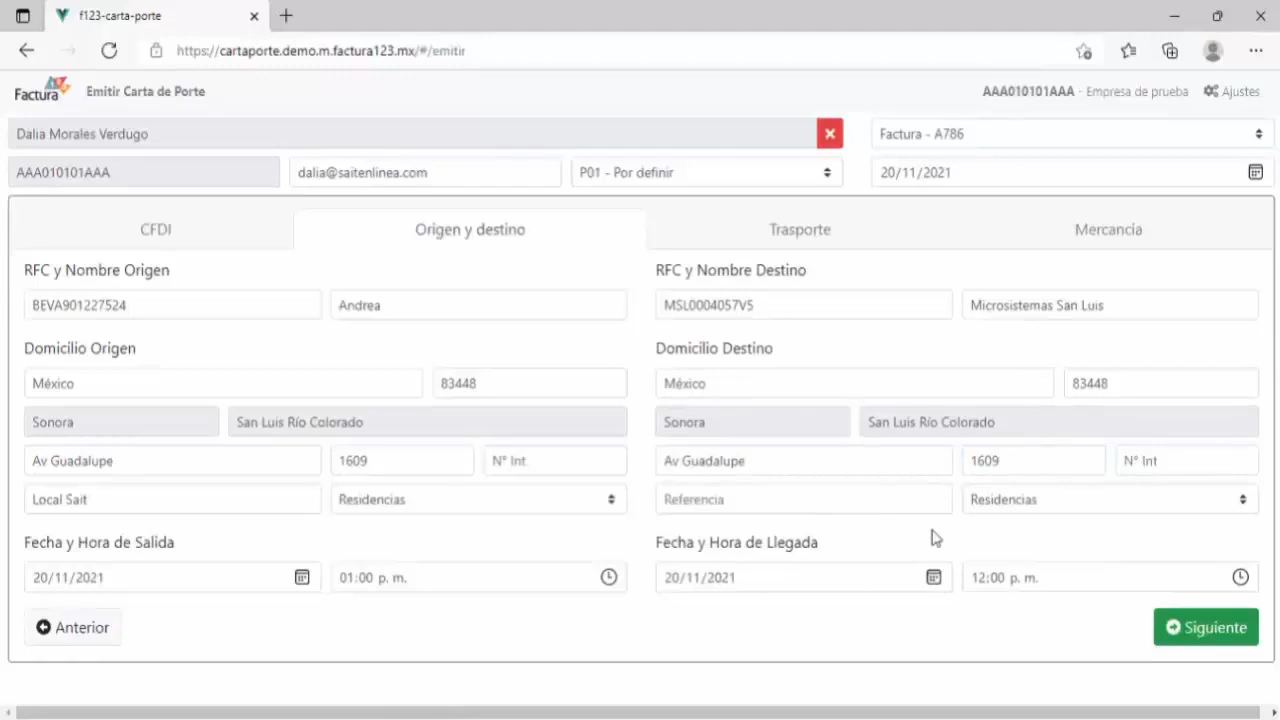 f123-carta-porte
https://cartaporte.demo.m.factura123.mx/#/emitir
Factura Emitir Carta de Porte AAA010101AAA - Empresa de prueba Ajustes
Dalia Morales Verdugo Factura - A786
AAA010101AAA dalia@saitenlinea.com P01 - Por definir 20/11/2021
CFDI Origen y destino Trasporte Mercancía
RFC y Nombre Origen RFC y Nombre Destino
BEVA901227524 Andrea MSL0004057V5 Microsistemas San Luis
Domicilio Origen Domicilio Destino
México 83448 México 83448
Sonora San Luis Río Colorado Sonora San Luis Río Colorado
Av Guadalupe 1609 N° Int Av Guadalupe 1609 N° Int
Local Sait Residencias Referencia Residencias
Fecha y Hora de Salida Fecha y Hora de Llegada
20/11/2021 01:00 p. m. 20/11/2021 12:00 p. m.
Anterior Siguiente